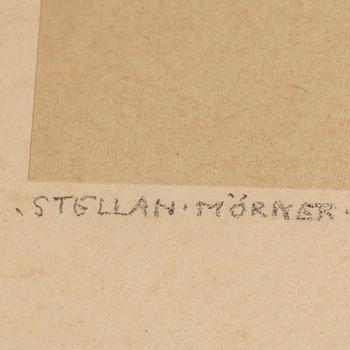 STELLAN · MÖRNER ·